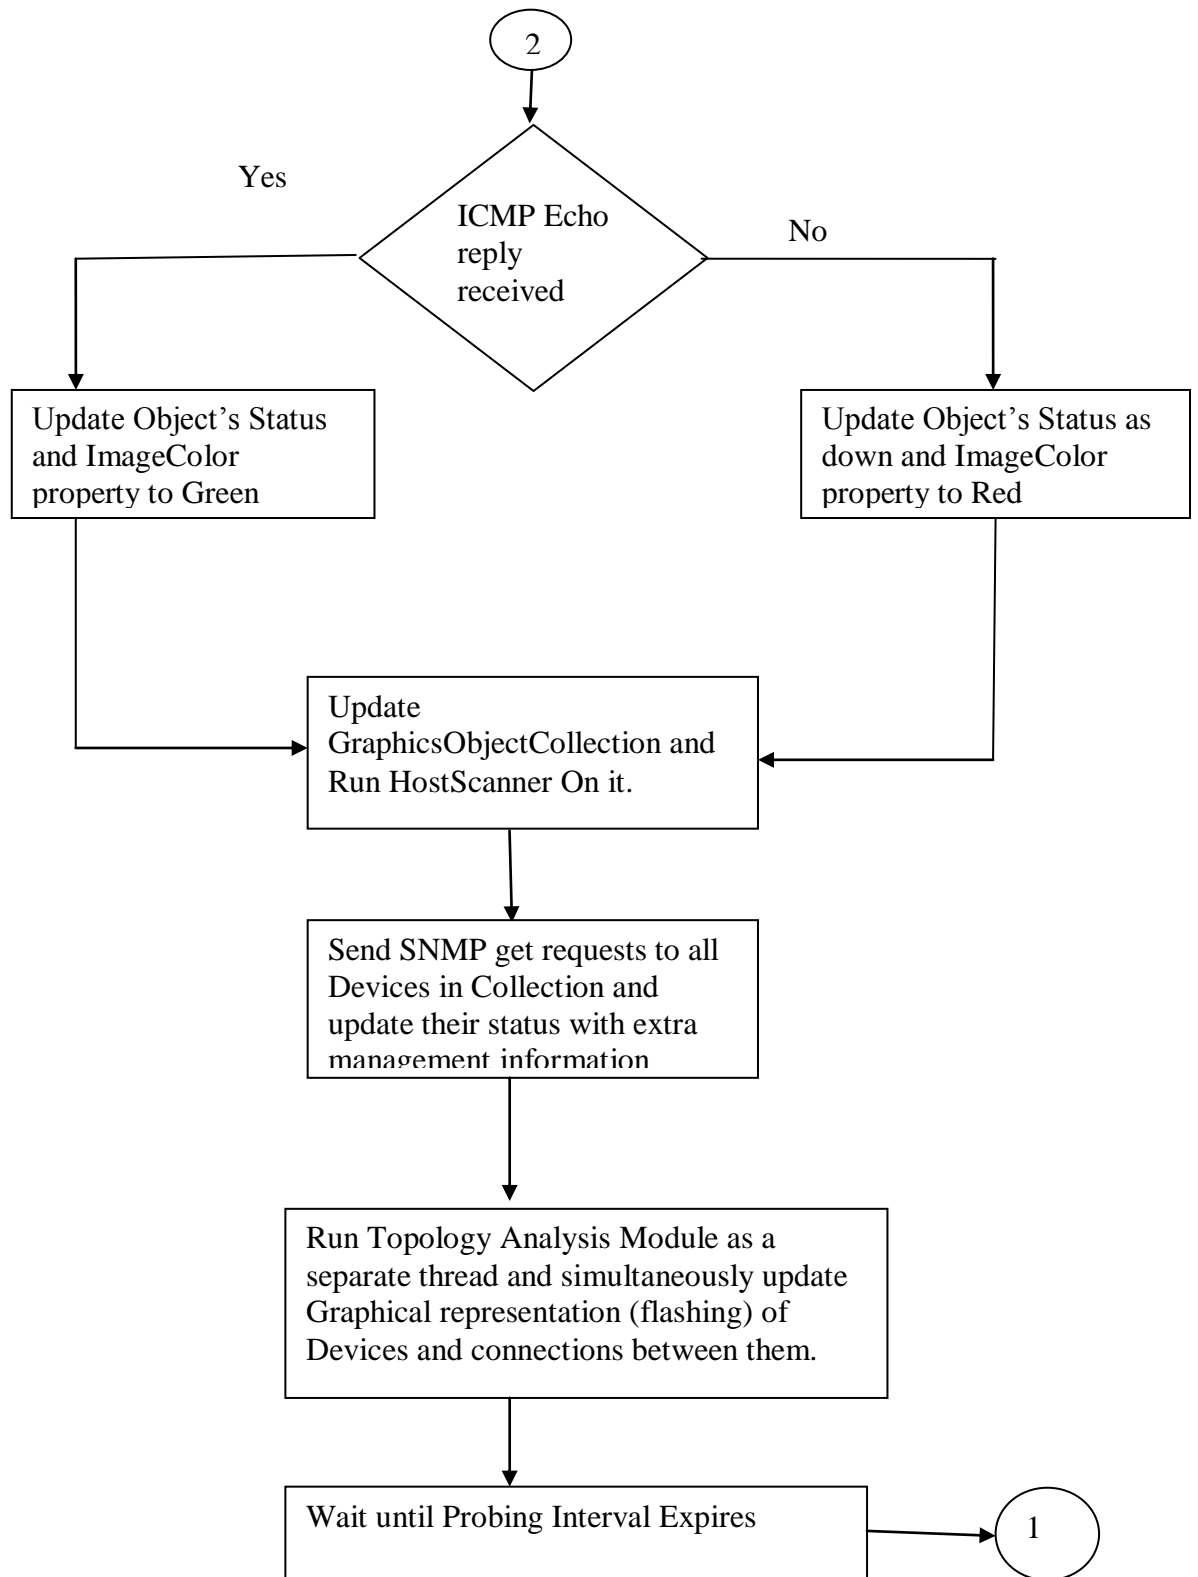 2
Yes
ICMP Echo
reply
received
No
Update Object’s Status
and ImageColor
property to Green
Update Object’s Status as
down and ImageColor
property to Red
Update
GraphicsObjectCollection and
Run HostScanner On it.
Send SNMP get requests to all
Devices in Collection and
update their status with extra
management information
Run Topology Analysis Module as a
separate thread and simultaneously update
Graphical representation (flashing) of
Devices and connections between them.
Wait until Probing Interval Expires
1